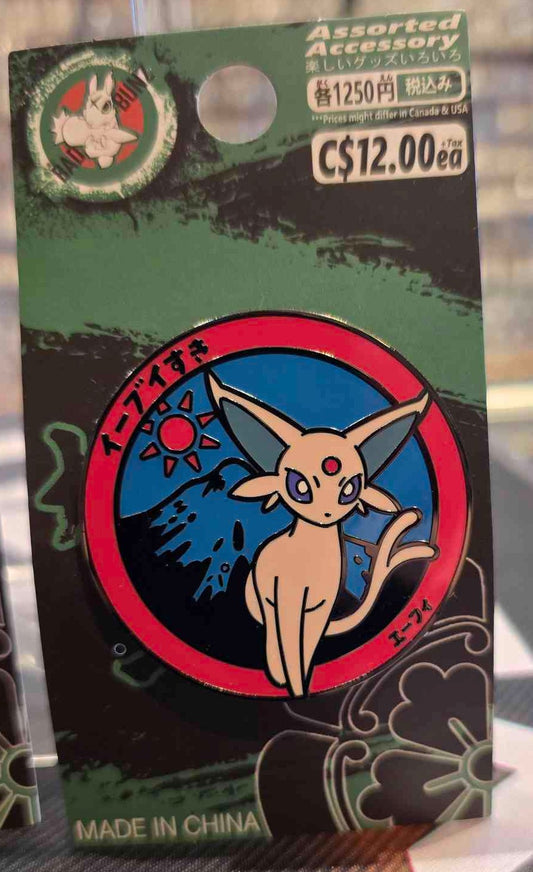 BAD BUNZ
Assorted
Accessory
楽しいグッズいろいろ
各1250円 税込み
***Prices might differ in Canada & USA
C$12.00ea +Tax
イーブイすき
エーフィ
MADE IN CHINA